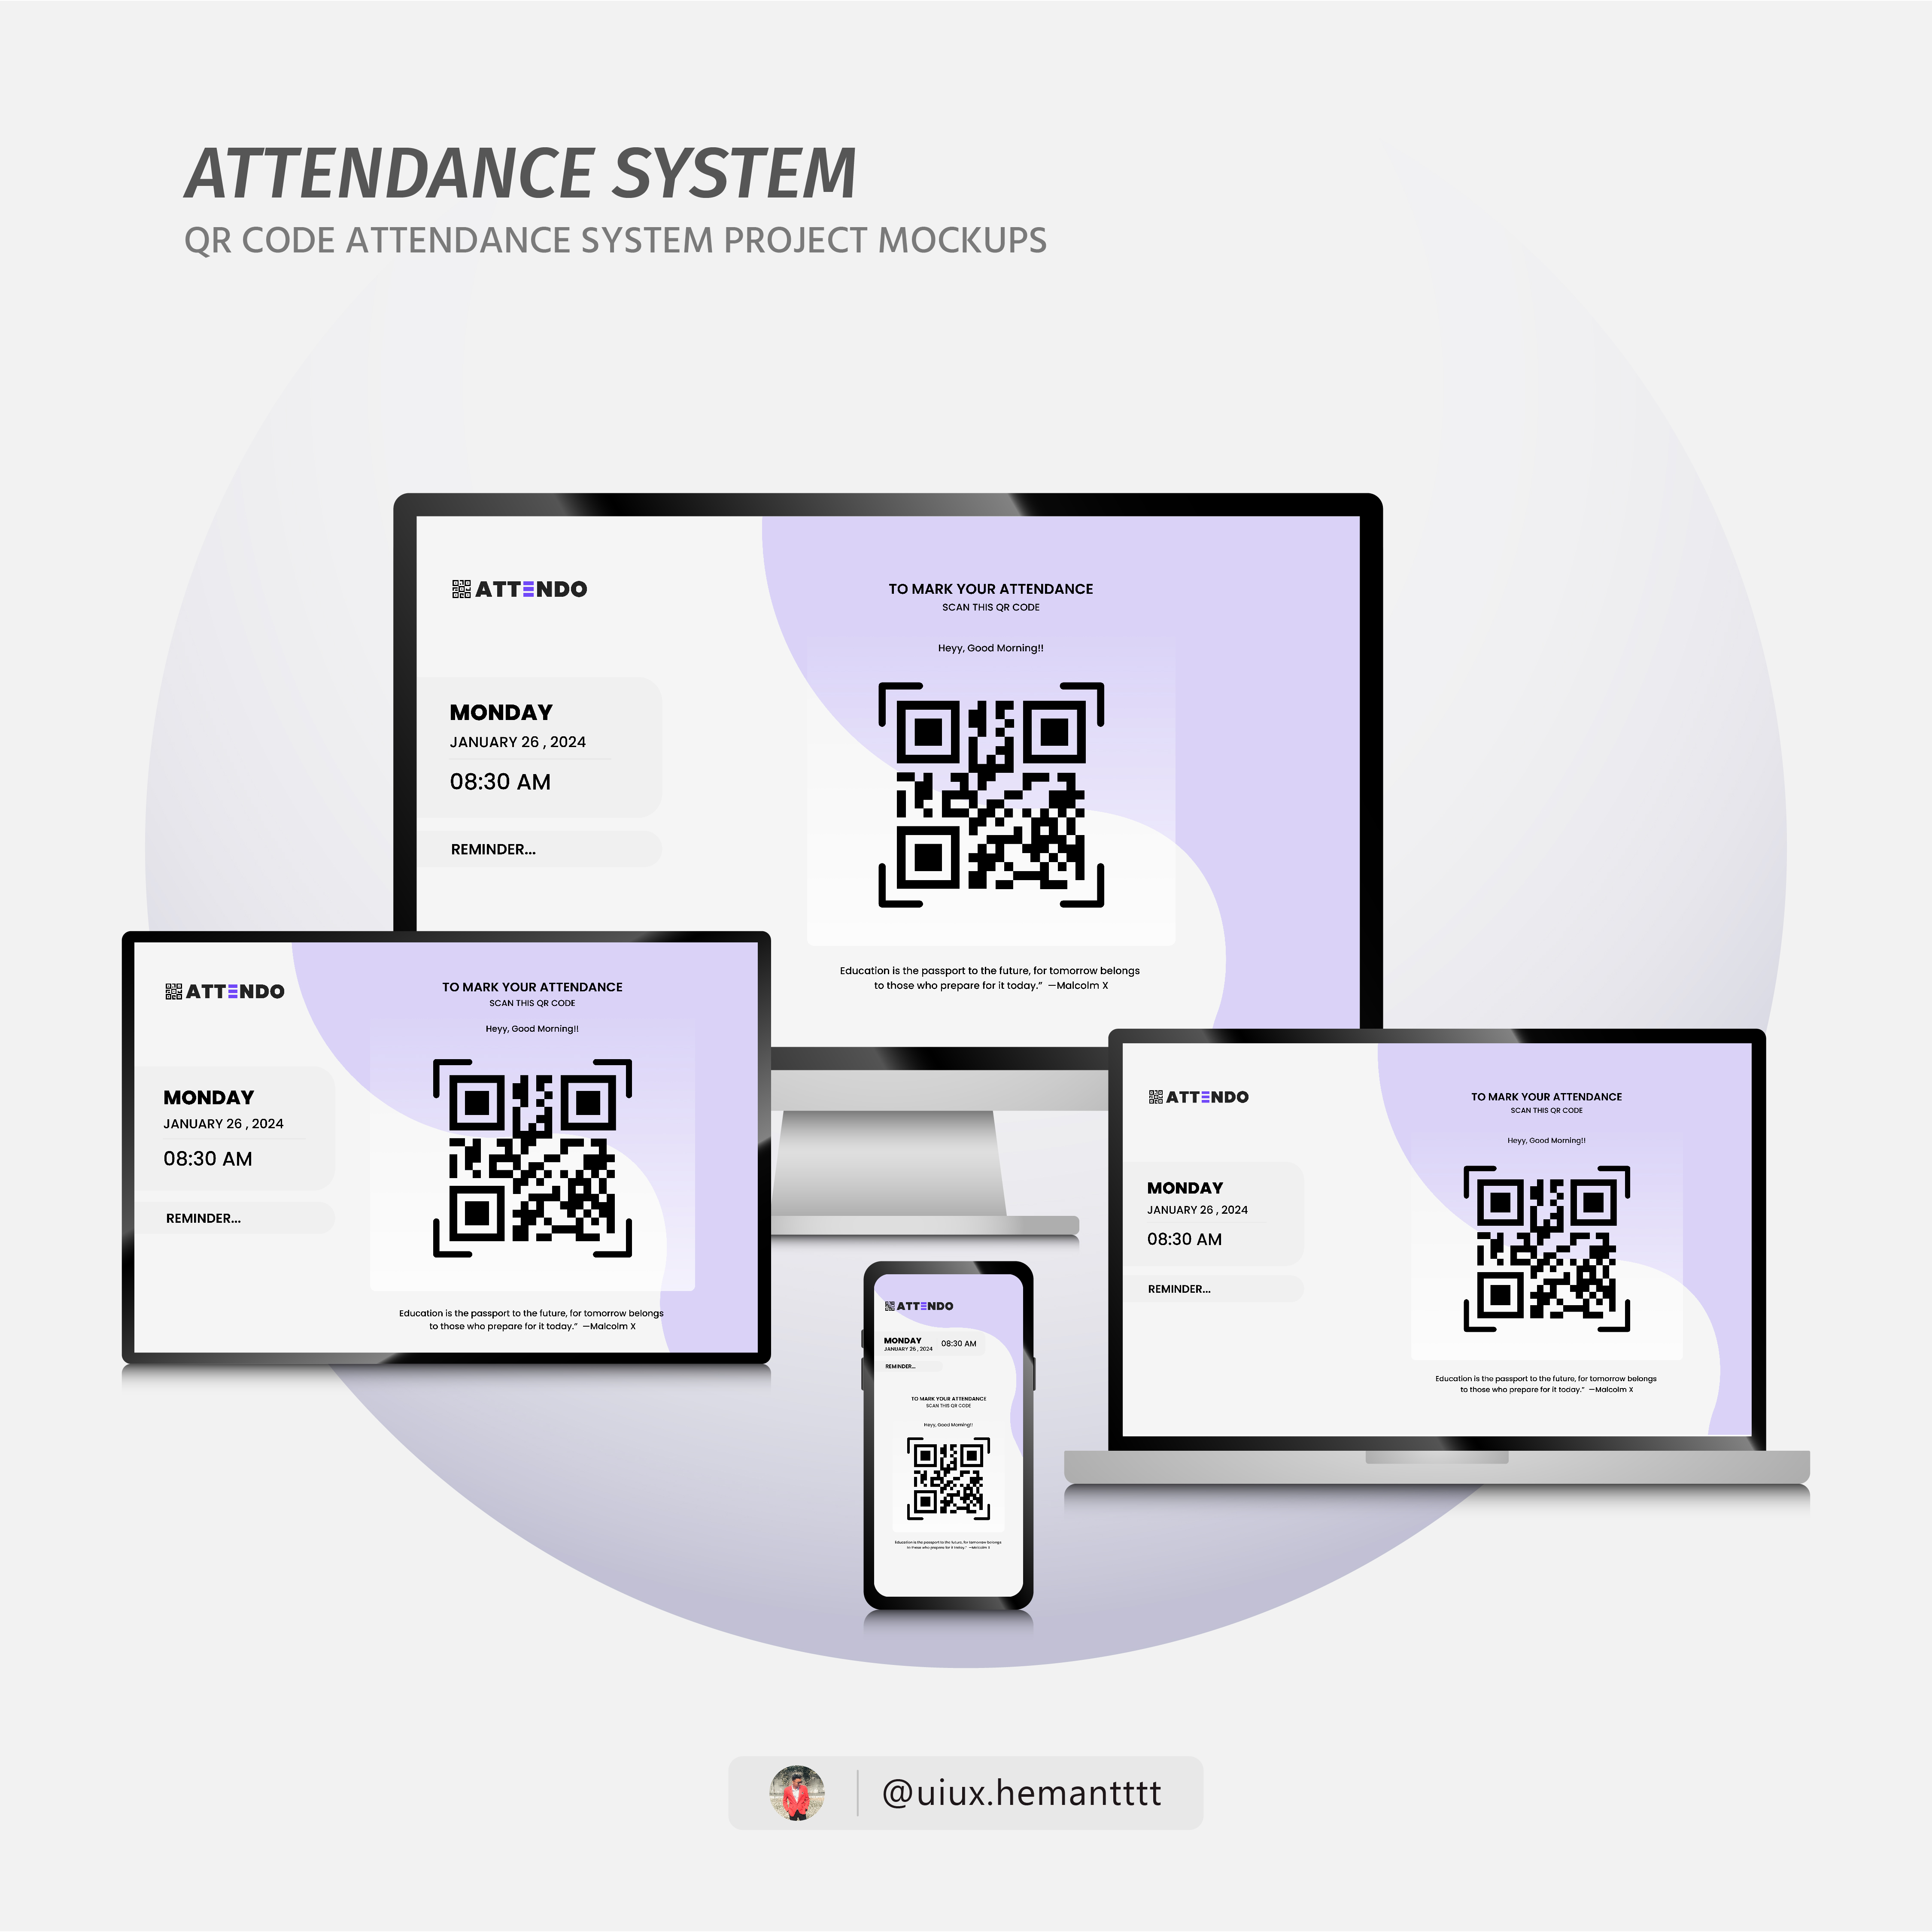 ATTENDANCE SYSTEM
QR CODE ATTENDANCE SYSTEM PROJECT MOCKUPS
ATTENDO
TO MARK YOUR ATTENDANCE
SCAN THIS QR CODE
Heyy, Good Morning!!
MONDAY
JANUARY 26 , 2024
08:30 AM
REMINDER...
Education is the passport to the future, for tomorrow belongs
to those who prepare for it today.” —Malcolm X
ATTENDO
TO MARK YOUR ATTENDANCE
SCAN THIS QR CODE
Heyy, Good Morning!!
MONDAY
JANUARY 26 , 2024
08:30 AM
REMINDER...
Education is the passport to the future, for tomorrow belongs
to those who prepare for it today.” —Malcolm X
ATTENDO
TO MARK YOUR ATTENDANCE
SCAN THIS QR CODE
Heyy, Good Morning!!
MONDAY
JANUARY 26 , 2024
08:30 AM
REMINDER...
Education is the passport to the future, for tomorrow belongs
to those who prepare for it today.” —Malcolm X
ATTENDO
MONDAY
JANUARY 26 , 2024
08:30 AM
REMINDER...
TO MARK YOUR ATTENDANCE
SCAN THIS QR CODE
Heyy, Good Morning!!
Education is the passport to the future, for tomorrow belongs
to those who prepare for it today.” —Malcolm X
@uiux.hemantttt